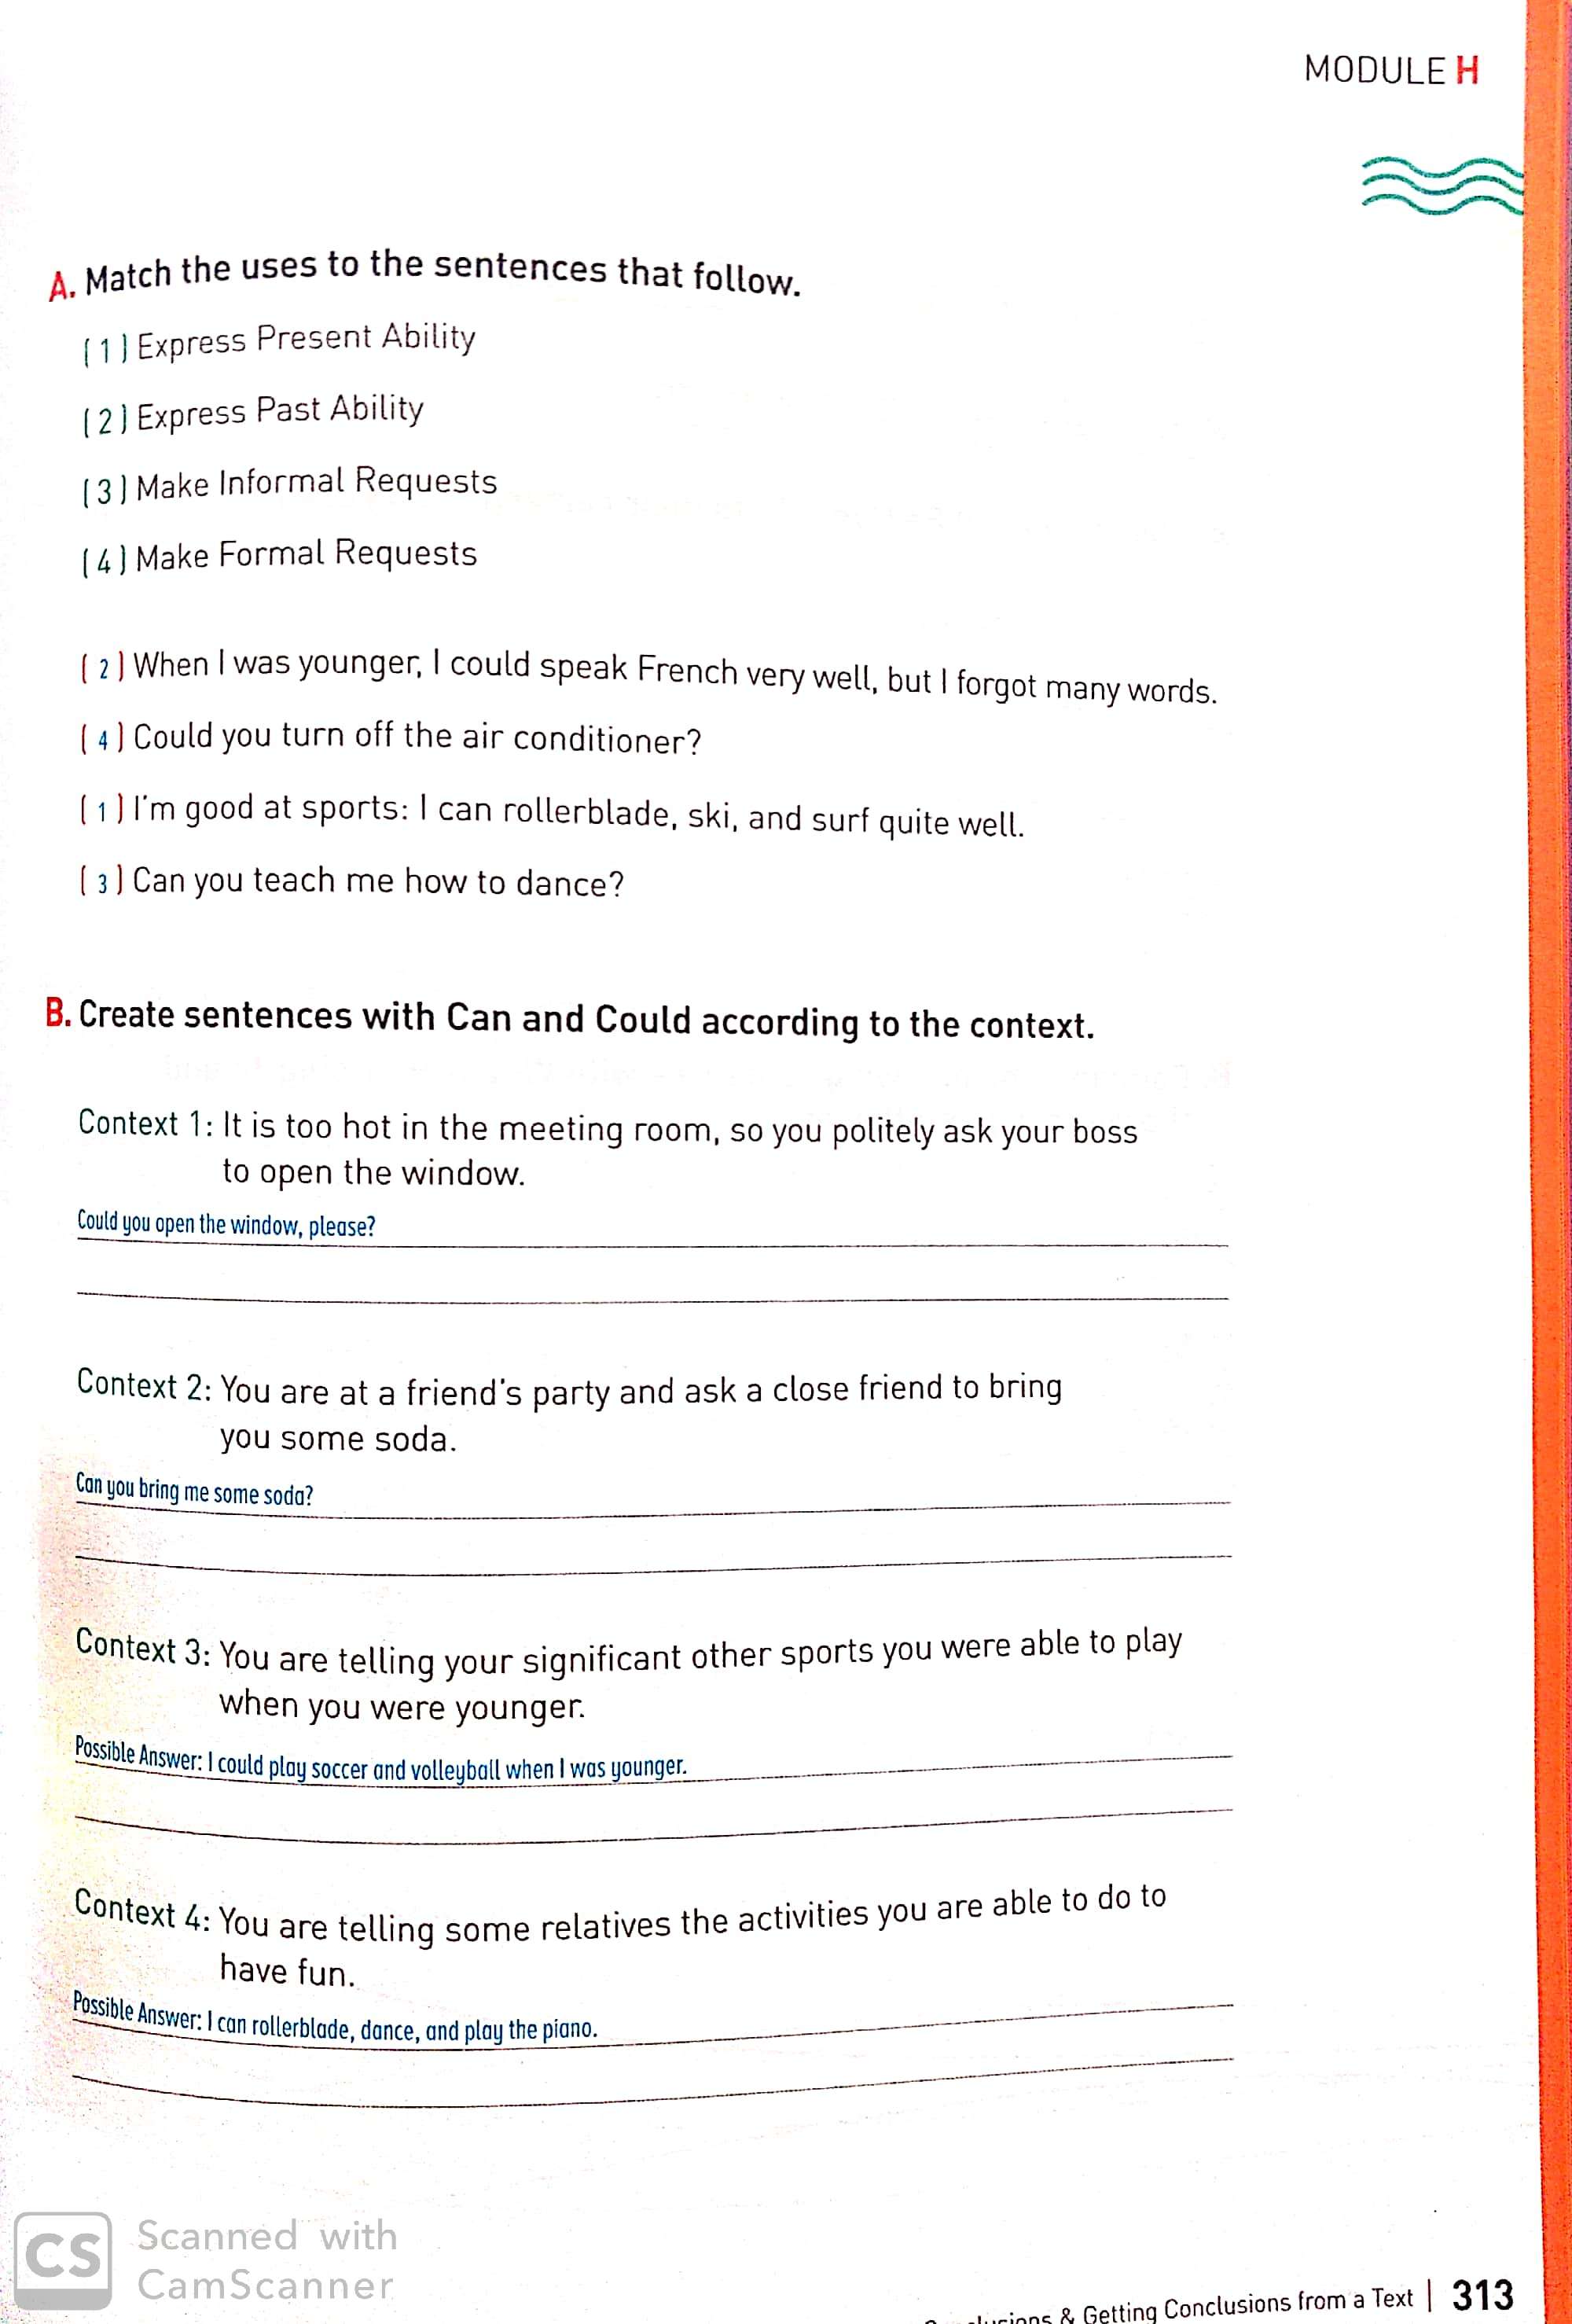 MODULE H
A. Match the uses to the sentences that follow.
(1) Express Present Ability
(2) Express Past Ability
(3) Make Informal Requests
(4) Make Formal Requests
(2) When I was younger, I could speak French very well, but I forgot many words.
(4) Could you turn off the air conditioner?
(1) I'm good at sports: I can rollerblade, ski, and surf quite well.
(3) Can you teach me how to dance?
B. Create sentences with Can and Could according to the context.
Context 1: It is too hot in the meeting room, so you politely ask your boss
to open the window.
Could you open the window, please?
Context 2: You are at a friend's party and ask a close friend to bring
you some soda.
Can you bring me some soda?
Context 3: You are telling your significant other sports you were able to play
when you were younger.
Possible Answer: I could play soccer and volleyball when I was younger.
Context 4: You are telling some relatives the activities you are able to do to
have fun.
Possible Answer: I can rollerblade, dance, and play the piano.
CS Scanned with
CamScanner
& Getting Conclusions from a Text | 313